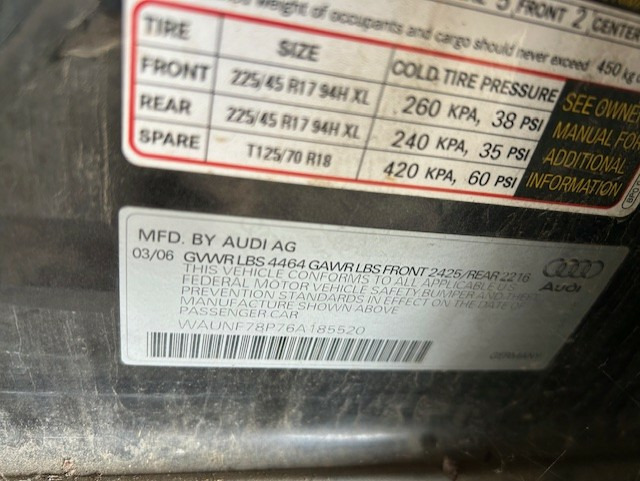 5 FRONT 2 CENTER
weight of occupants and cargo should never exceed 450 kg
TIRE SIZE COLD TIRE PRESSURE SEE OWNER
FRONT 225/45 R17 94H XL 260 KPA, 38 PSI MANUAL FOR
REAR 225/45 R17 94H XL 240 KPA, 35 PSI ADDITIONAL
SPARE T125/70 R18 420 KPA, 60 PSI INFORMATION
MFD. BY AUDI AG
03/06 GVWR LBS 4464 GAWR LBS FRONT 2425/REAR 2216
THIS VEHICLE CONFORMS TO ALL APPLICABLE U.S.
FEDERAL MOTOR VEHICLE SAFETY BUMPER AND THEFT
PREVENTION STANDARDS IN EFFECT ON THE DATE OF
MANUFACTURE SHOWN ABOVE
PASSENGER CAR
WAUNF78P76A185520
Audi
GERMANY